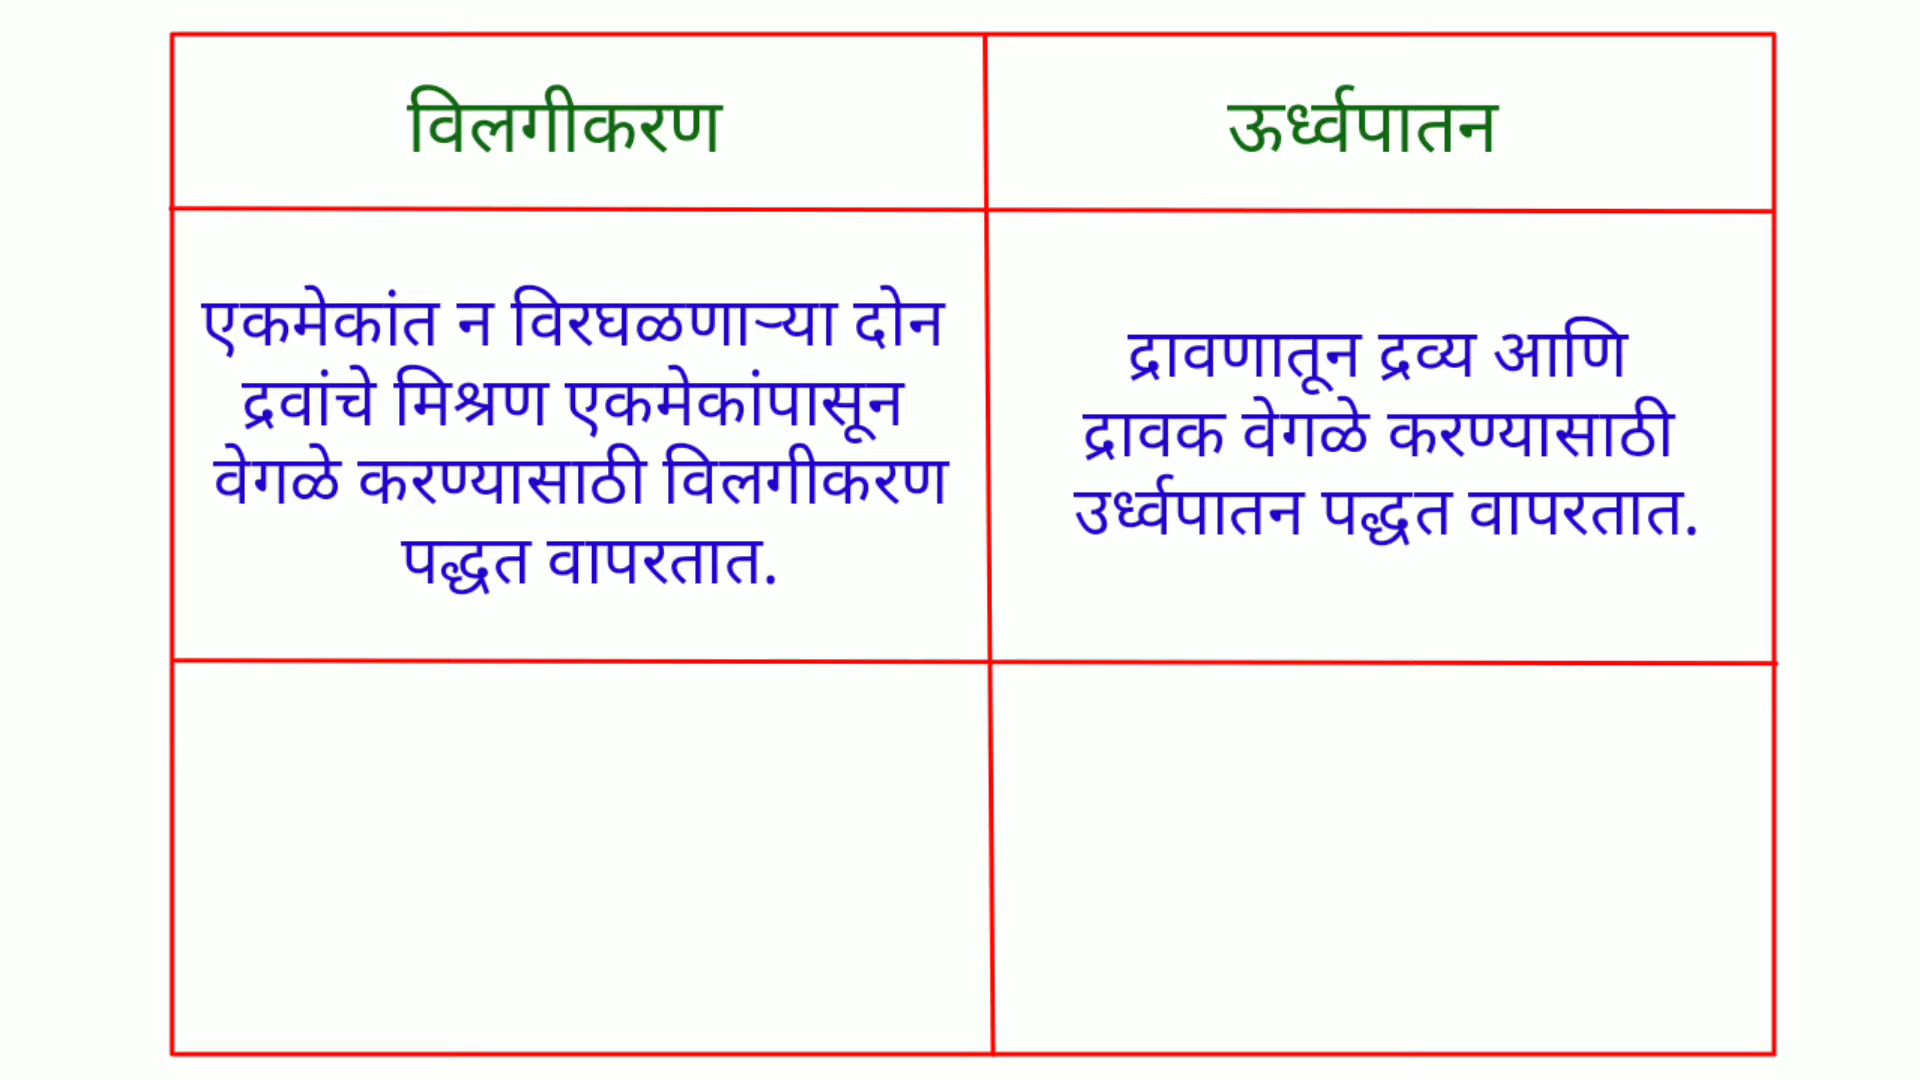 विलगीकरण
ऊर्ध्वपातन
एकमेकांत न विरघळणाऱ्या दोन
द्रवांचे मिश्रण एकमेकांपासून
वेगळे करण्यासाठी विलगीकरण
पद्धत वापरतात.
द्रावणातून द्रव्य आणि
द्रावक वेगळे करण्यासाठी
उर्ध्वपातन पद्धत वापरतात.